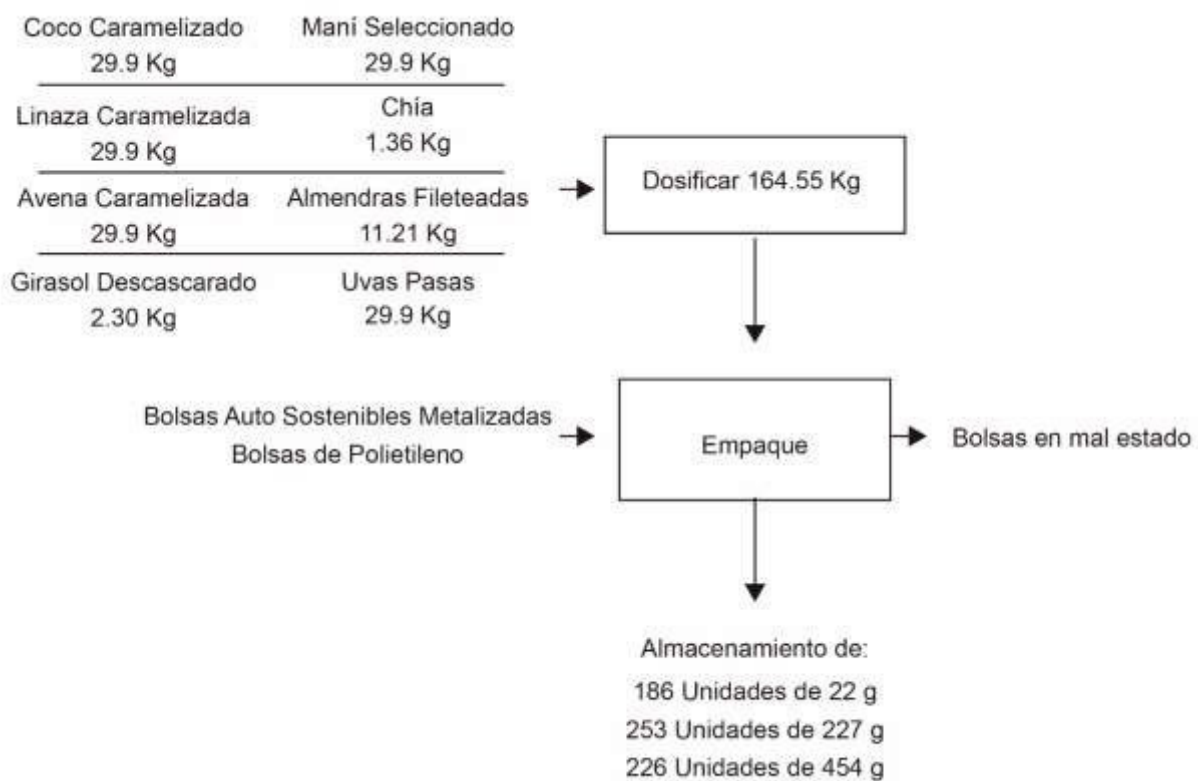 Coco Caramelizado
29.9 Kg
Maní Seleccionado
29.9 Kg
Linaza Caramelizada
29.9 Kg
Chía
1.36 Kg
Avena Caramelizada
29.9 Kg
Almendras Fileteadas
11.21 Kg
Girasol Descascarado
2.30 Kg
Uvas Pasas
29.9 Kg
Dosificar 164.55 Kg
Bolsas Auto Sostenibles Metalizadas
Bolsas de Polietileno
Empaque
Bolsas en mal estado
Almacenamiento de:
186 Unidades de 22 g
253 Unidades de 227 g
226 Unidades de 454 g